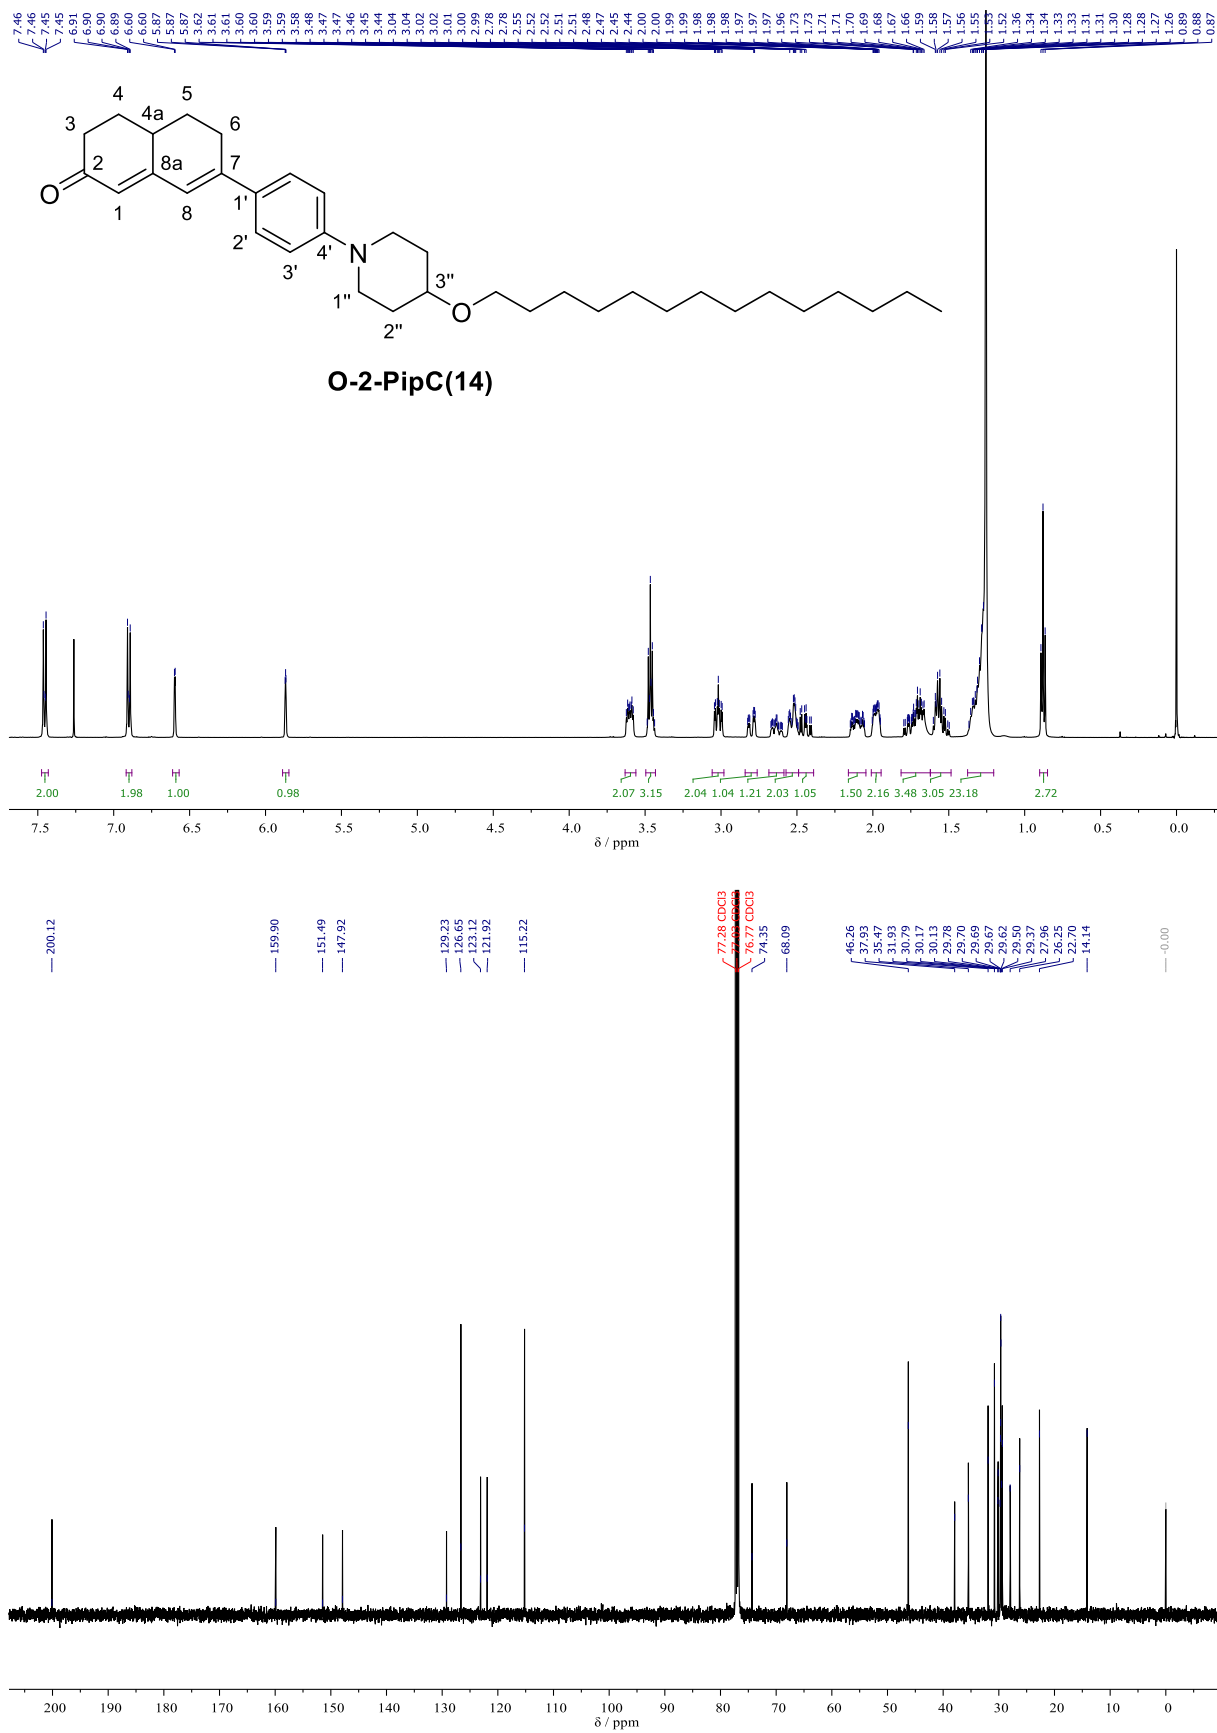 7.46 7.46 7.45 7.45 6.91 6.90 6.90 6.89 6.60 6.60 5.87 5.87 5.87 3.62 3.61 3.61 3.60 3.60 3.59 3.59 3.58 3.48 3.47 3.47 3.46 3.45 3.44 3.04 3.04 3.02 3.02 3.01 3.00 2.99 2.78 2.78 2.55 2.52 2.52 2.52 2.51 2.51 2.48 2.47 2.45 2.44 2.00 2.00 1.99 1.99 1.98 1.98 1.98 1.97 1.97 1.97 1.96 1.73 1.73 1.71 1.71 1.70 1.69 1.68 1.67 1.66 1.59 1.58 1.57 1.56 1.55 1.53 1.52 1.36 1.34 1.34 1.33 1.33 1.31 1.31 1.30 1.28 1.28 1.27 1.26 0.89 0.88 0.87
4 5
3 4a 6
2 8a 7
O 1 8 1'
2' 4' N
3' 3''
1'' O
2''
O-2-PipC(14)
2.00 1.98 1.00 0.98 2.07 3.15 2.04 1.04 1.21 2.03 1.05 1.50 2.16 3.48 3.05 23.18 2.72
7.5 7.0 6.5 6.0 5.5 5.0 4.5 4.0 3.5 3.0 2.5 2.0 1.5 1.0 0.5 0.0
δ / ppm
200.12 159.90 151.49 147.92 129.23 126.65 123.12 121.92 115.22 77.28 CDCl3 76.77 CDCl3 74.35 68.09 46.26 37.93 35.47 31.93 30.79 30.17 30.13 29.78 29.70 29.69 29.67 29.62 29.50 29.37 27.96 26.25 22.70 14.14 -0.00
200 190 180 170 160 150 140 130 120 110 100 90 80 70 60 50 40 30 20 10 0
δ / ppm